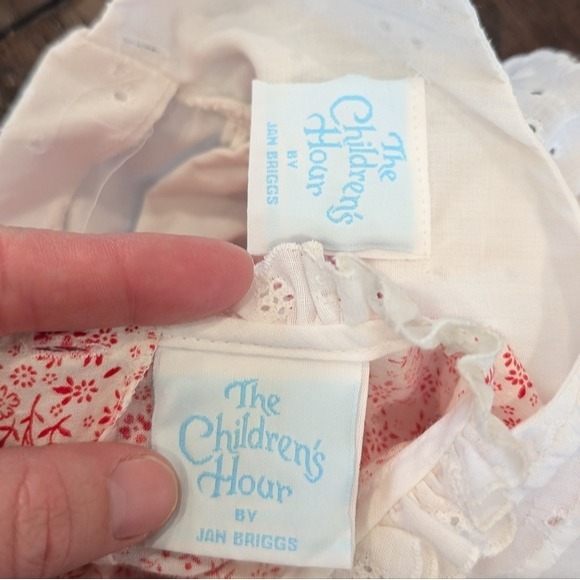 The
Children's
Hour
BY
JAN BRIGGS
The
Children's
Hour
BY
JAN BRIGGS